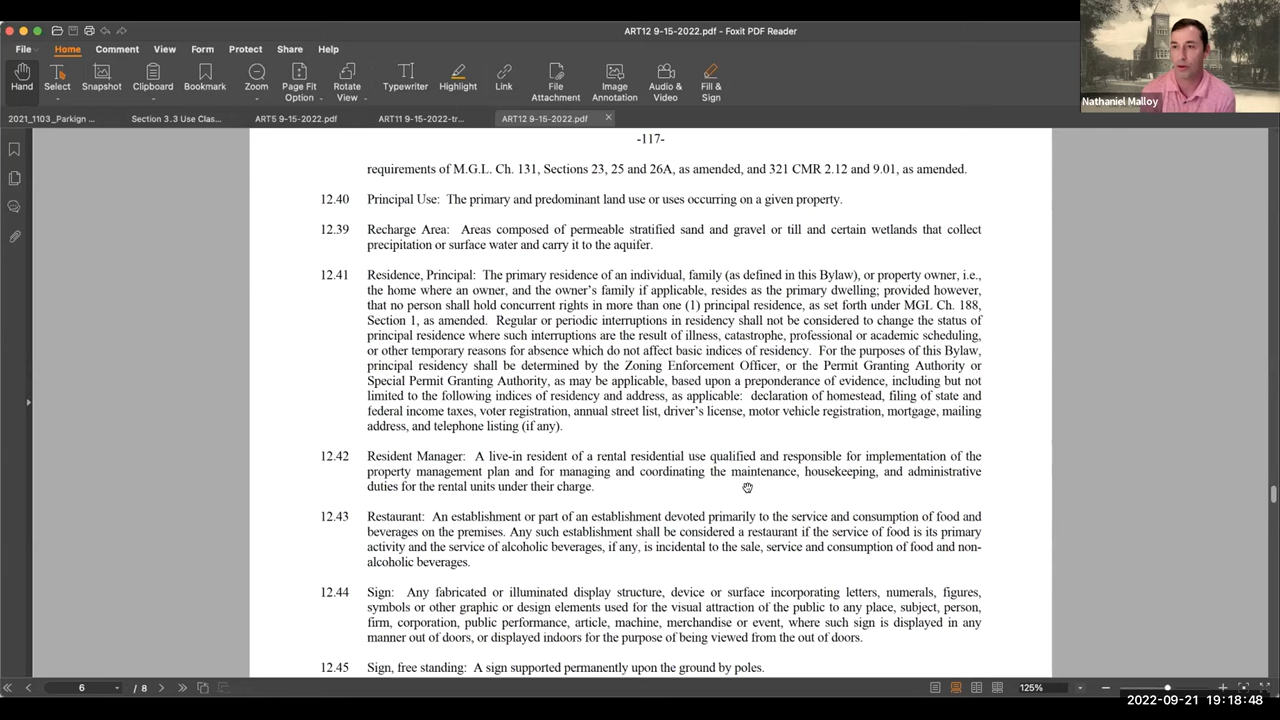 ART12 9-15-2022.pdf - Foxit PDF Reader
File Home Comment View Form Protect Share Help
Hand Select Snapshot Clipboard Bookmark Zoom Page Fit Option Rotate View Typewriter Highlight Link File Attachment Image Annotation Audio & Video Fill & Sign
Nathaniel Malloy
2021_1103_Parkign ... Section 3.3 Use Clas... ART5 9-15-2022.pdf ART11 9-15-2022-tr... ART12 9-15-2022.pdf
-117-
requirements of M.G.L. Ch. 131, Sections 23, 25 and 26A, as amended, and 321 CMR 2.12 and 9.01, as amended.
12.40 Principal Use: The primary and predominant land use or uses occurring on a given property.
12.39 Recharge Area: Areas composed of permeable stratified sand and gravel or till and certain wetlands that collect
precipitation or surface water and carry it to the aquifer.
12.41 Residence, Principal: The primary residence of an individual, family (as defined in this Bylaw), or property owner, i.e.,
the home where an owner, and the owner's family if applicable, resides as the primary dwelling; provided however,
that no person shall hold concurrent rights in more than one (1) principal residence, as set forth under MGL Ch. 188,
Section 1, as amended. Regular or periodic interruptions in residency shall not be considered to change the status of
principal residence where such interruptions are the result of illness, catastrophe, professional or academic scheduling,
or other temporary reasons for absence which do not affect basic indices of residency. For the purposes of this Bylaw,
principal residency shall be determined by the Zoning Enforcement Officer, or the Permit Granting Authority or
Special Permit Granting Authority, as may be applicable, based upon a preponderance of evidence, including but not
limited to the following indices of residency and address, as applicable: declaration of homestead, filing of state and
federal income taxes, voter registration, annual street list, driver's license, motor vehicle registration, mortgage, mailing
address, and telephone listing (if any).
12.42 Resident Manager: A live-in resident of a rental residential use qualified and responsible for implementation of the
property management plan and for managing and coordinating the maintenance, housekeeping, and administrative
duties for the rental units under their charge.
12.43 Restaurant: An establishment or part of an establishment devoted primarily to the service and consumption of food and
beverages on the premises. Any such establishment shall be considered a restaurant if the service of food is its primary
activity and the service of alcoholic beverages, if any, is incidental to the sale, service and consumption of food and non-
alcoholic beverages.
12.44 Sign: Any fabricated or illuminated display structure, device or surface incorporating letters, numerals, figures,
symbols or other graphic or design elements used for the visual attraction of the public to any place, subject, person,
firm, corporation, public performance, article, machine, merchandise or event, where such sign is displayed in any
manner out of doors, or displayed indoors for the purpose of being viewed from the out of doors.
12.45 Sign, free standing: A sign supported permanently upon the ground by poles.
6 / 8 125%
2022-09-21 19:18:48